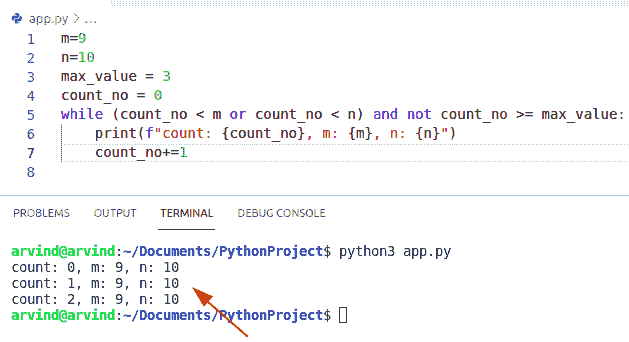 app.py > ...
1 m=9
2 n=10
3 max_value = 3
4 count_no = 0
5 while (count_no < m or count_no < n) and not count_no >= max_value:
6     print(f"count: {count_no}, m: {m}, n: {n}")
7     count_no+=1
8
PROBLEMS OUTPUT TERMINAL DEBUG CONSOLE
arvind@arvind:~/Documents/PythonProject$ python3 app.py
count: 0, m: 9, n: 10
count: 1, m: 9, n: 10
count: 2, m: 9, n: 10
arvind@arvind:~/Documents/PythonProject$